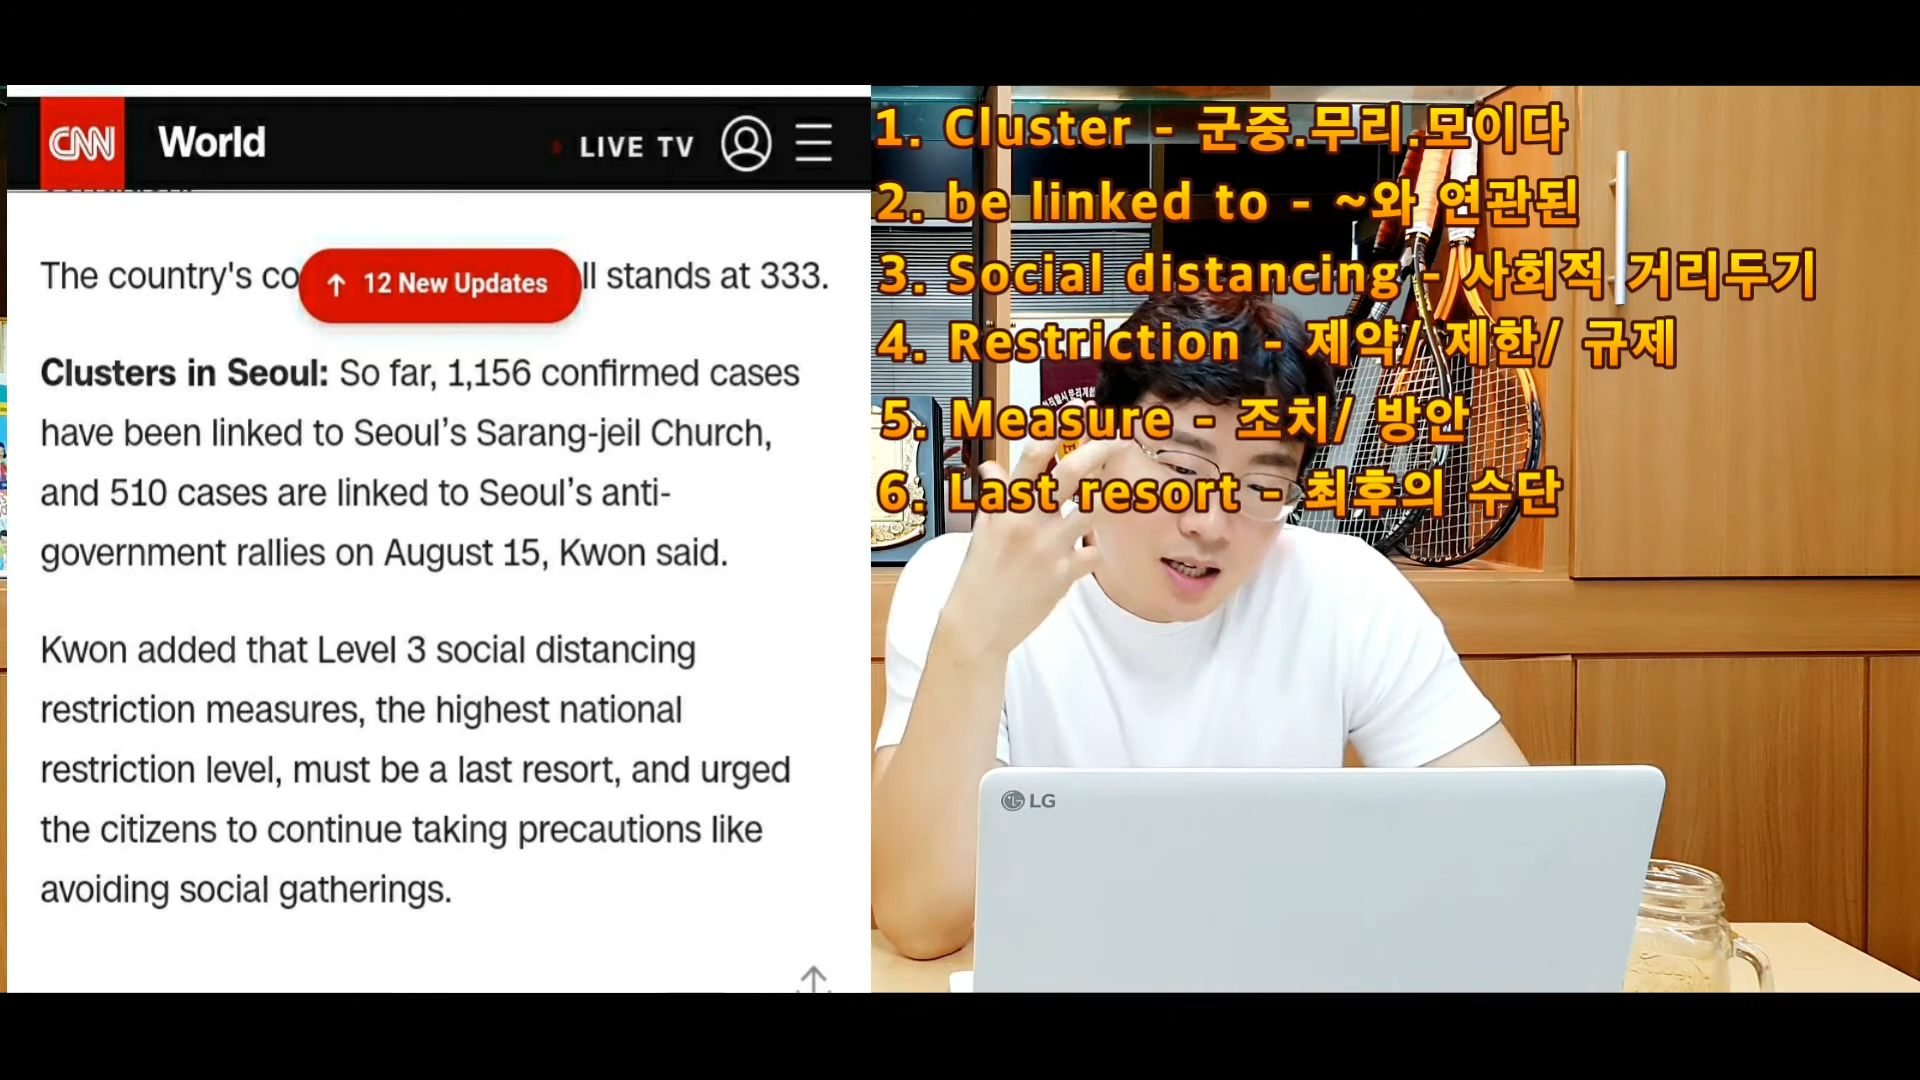 CNN World
LIVE TV
The country's co
ll stands at 333.
↑ 12 New Updates
Clusters in Seoul: So far, 1,156 confirmed cases
have been linked to Seoul’s Sarang-jeil Church,
and 510 cases are linked to Seoul’s anti-
government rallies on August 15, Kwon said.
Kwon added that Level 3 social distancing
restriction measures, the highest national
restriction level, must be a last resort, and urged
the citizens to continue taking precautions like
avoiding social gatherings.
1. Cluster - 군중.무리.모이다
2. be linked to - ~와 연관된
3. Social distancing - 사회적 거리두기
4. Restriction - 제약/ 제한/ 규제
5. Measure - 조치/ 방안
6. Last resort - 최후의 수단
LG